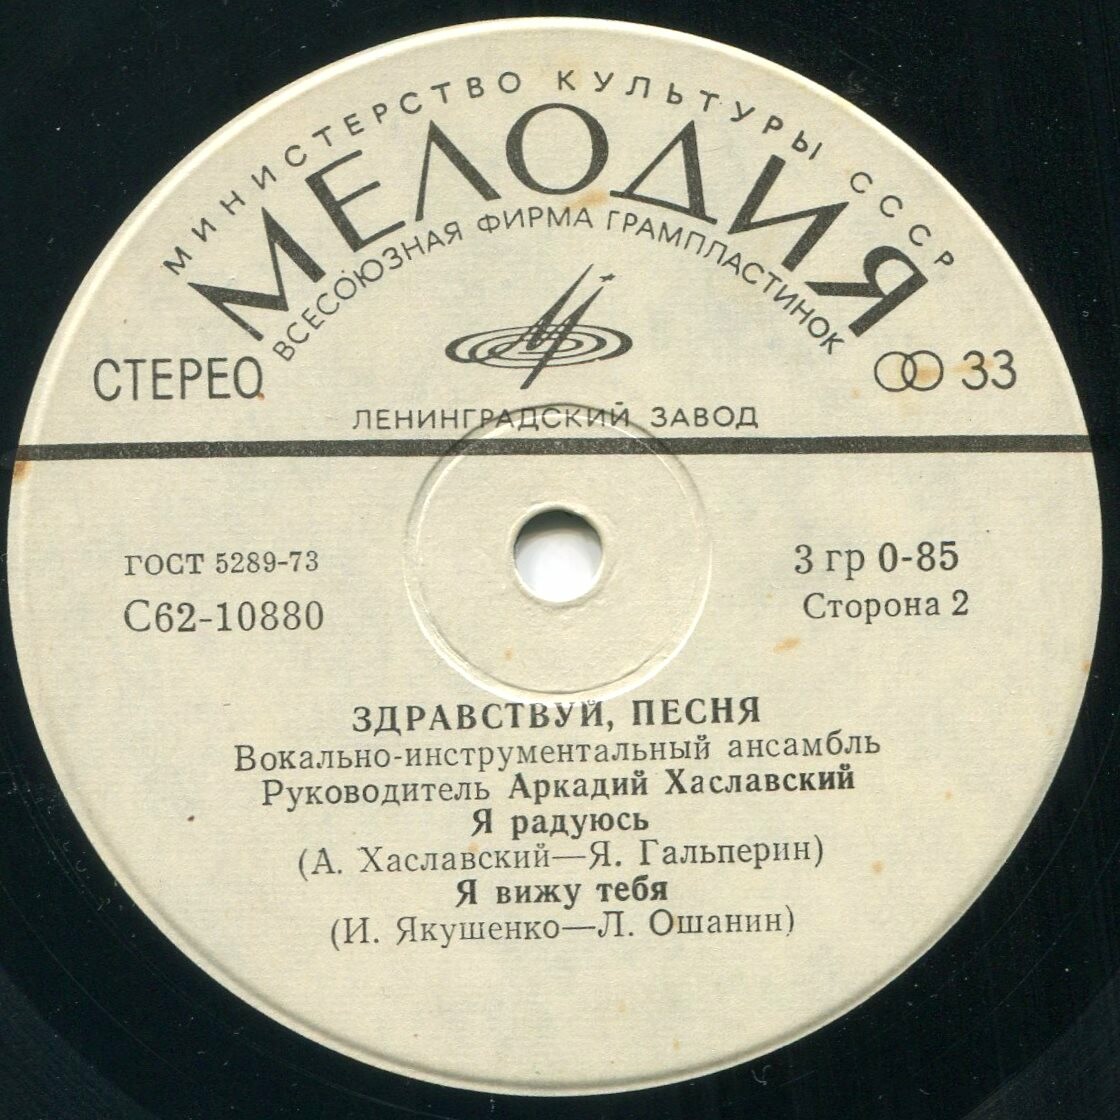 МИНИСТЕРСТВО КУЛЬТУРЫ СССР
МЕЛОДИЯ
ВСЕСОЮЗНАЯ ФИРМА ГРАМПЛАСТИНОК
СТЕРЕО
33
ЛЕНИНГРАДСКИЙ ЗАВОД
ГОСТ 5289-73
3 гр 0-85
С62-10880
Сторона 2
ЗДРАВСТВУЙ, ПЕСНЯ
Вокально-инструментальный ансамбль
Руководитель Аркадий Хаславский
Я радуюсь
(А. Хаславский—Я. Гальперин)
Я вижу тебя
(И. Якушенко—Л. Ошанин)